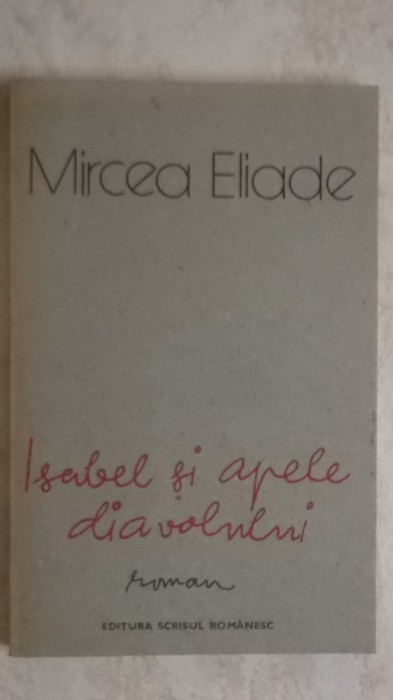 Mircea Eliade
Isabel și apele
diavolului
roman
EDITURA SCRISUL ROMÂNESC